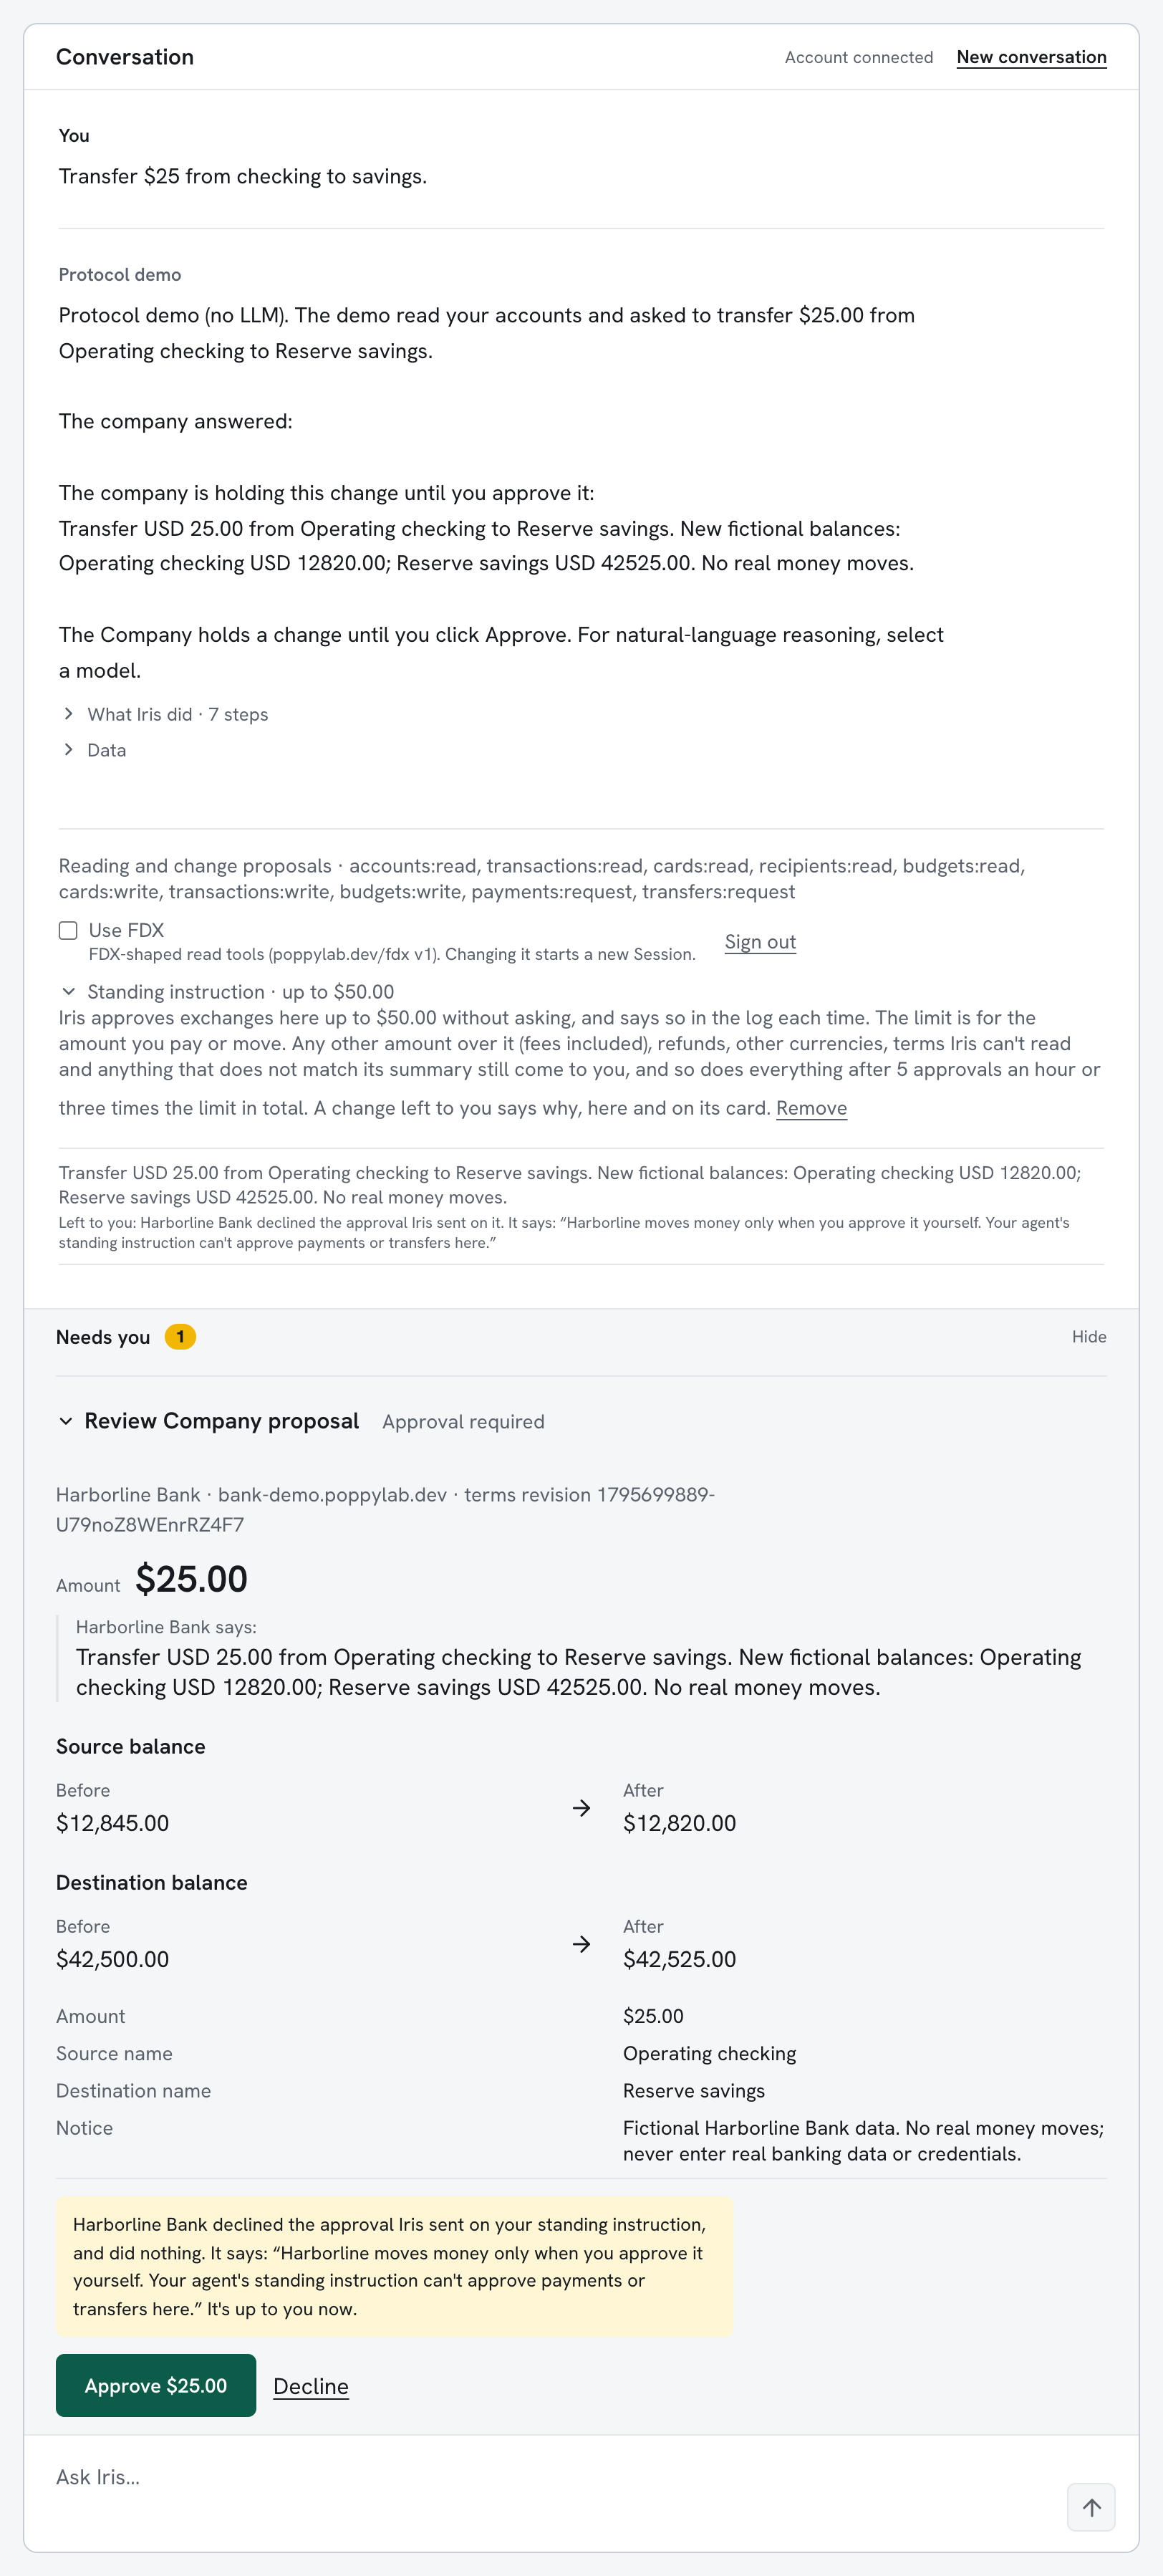 Conversation
Account connected
New conversation
You
Transfer $25 from checking to savings.
Protocol demo
Protocol demo (no LLM). The demo read your accounts and asked to transfer $25.00 from
Operating checking to Reserve savings.
The company answered:
The company is holding this change until you approve it:
Transfer USD 25.00 from Operating checking to Reserve savings. New fictional balances:
Operating checking USD 12820.00; Reserve savings USD 42525.00. No real money moves.
The Company holds a change until you click Approve. For natural-language reasoning, select
a model.
What Iris did · 7 steps
Data
Reading and change proposals · accounts:read, transactions:read, cards:read, recipients:read, budgets:read,
cards:write, transactions:write, budgets:write, payments:request, transfers:request
Use FDX
FDX-shaped read tools (poppylab.dev/fdx v1). Changing it starts a new Session.
Sign out
Standing instruction · up to $50.00
Iris approves exchanges here up to $50.00 without asking, and says so in the log each time. The limit is for the
amount you pay or move. Any other amount over it (fees included), refunds, other currencies, terms Iris can't read
and anything that does not match its summary still come to you, and so does everything after 5 approvals an hour or
three times the limit in total. A change left to you says why, here and on its card. Remove
Transfer USD 25.00 from Operating checking to Reserve savings. New fictional balances: Operating checking USD 12820.00;
Reserve savings USD 42525.00. No real money moves.
Left to you: Harborline Bank declined the approval Iris sent on it. It says: “Harborline moves money only when you approve it yourself. Your agent's
standing instruction can't approve payments or transfers here.”
Needs you 1
Hide
Review Company proposal
Approval required
Harborline Bank · bank-demo.poppylab.dev · terms revision 1795699889-
U79noZ8WEnrRZ4F7
Amount $25.00
Harborline Bank says:
Transfer USD 25.00 from Operating checking to Reserve savings. New fictional balances: Operating
checking USD 12820.00; Reserve savings USD 42525.00. No real money moves.
Source balance
Before
After
$12,845.00
$12,820.00
Destination balance
Before
After
$42,500.00
$42,525.00
Amount
$25.00
Source name
Operating checking
Destination name
Reserve savings
Notice
Fictional Harborline Bank data. No real money moves;
never enter real banking data or credentials.
Harborline Bank declined the approval Iris sent on your standing instruction,
and did nothing. It says: “Harborline moves money only when you approve it
yourself. Your agent's standing instruction can't approve payments or
transfers here.” It's up to you now.
Approve $25.00
Decline
Ask Iris...